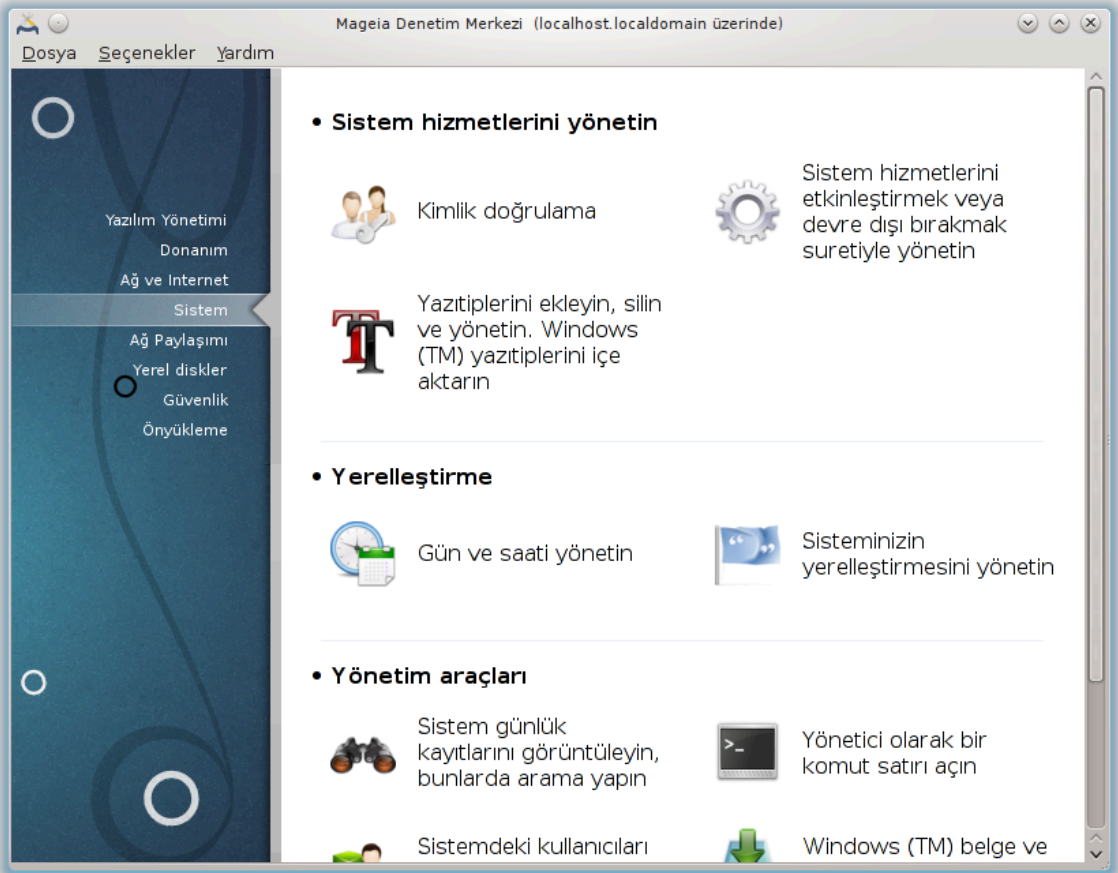 Mageia Denetim Merkezi (localhost.localdomain üzerinde)
Dosya Seçenekler Yardım
Yazılım Yönetimi
Donanım
Ağ ve Internet
Sistem
Ağ Paylaşımı
Yerel diskler
Güvenlik
Önyükleme
• Sistem hizmetlerini yönetin
Kimlik doğrulama
Sistem hizmetlerini
etkinleştirmek veya
devre dışı bırakmak
suretiyle yönetin
Yazıtiplerini ekleyin, silin
ve yönetin. Windows
(TM) yazıtiplerini içe
aktarın
• Yerelleştirme
Gün ve saati yönetin
Sisteminizin
yerelleştirmesini yönetin
• Yönetim araçları
Sistem günlük
kayıtlarını görüntüleyin,
bunlarda arama yapın
Yönetici olarak bir
komut satırı açın
Sistemdeki kullanıcıları
Windows (TM) belge ve